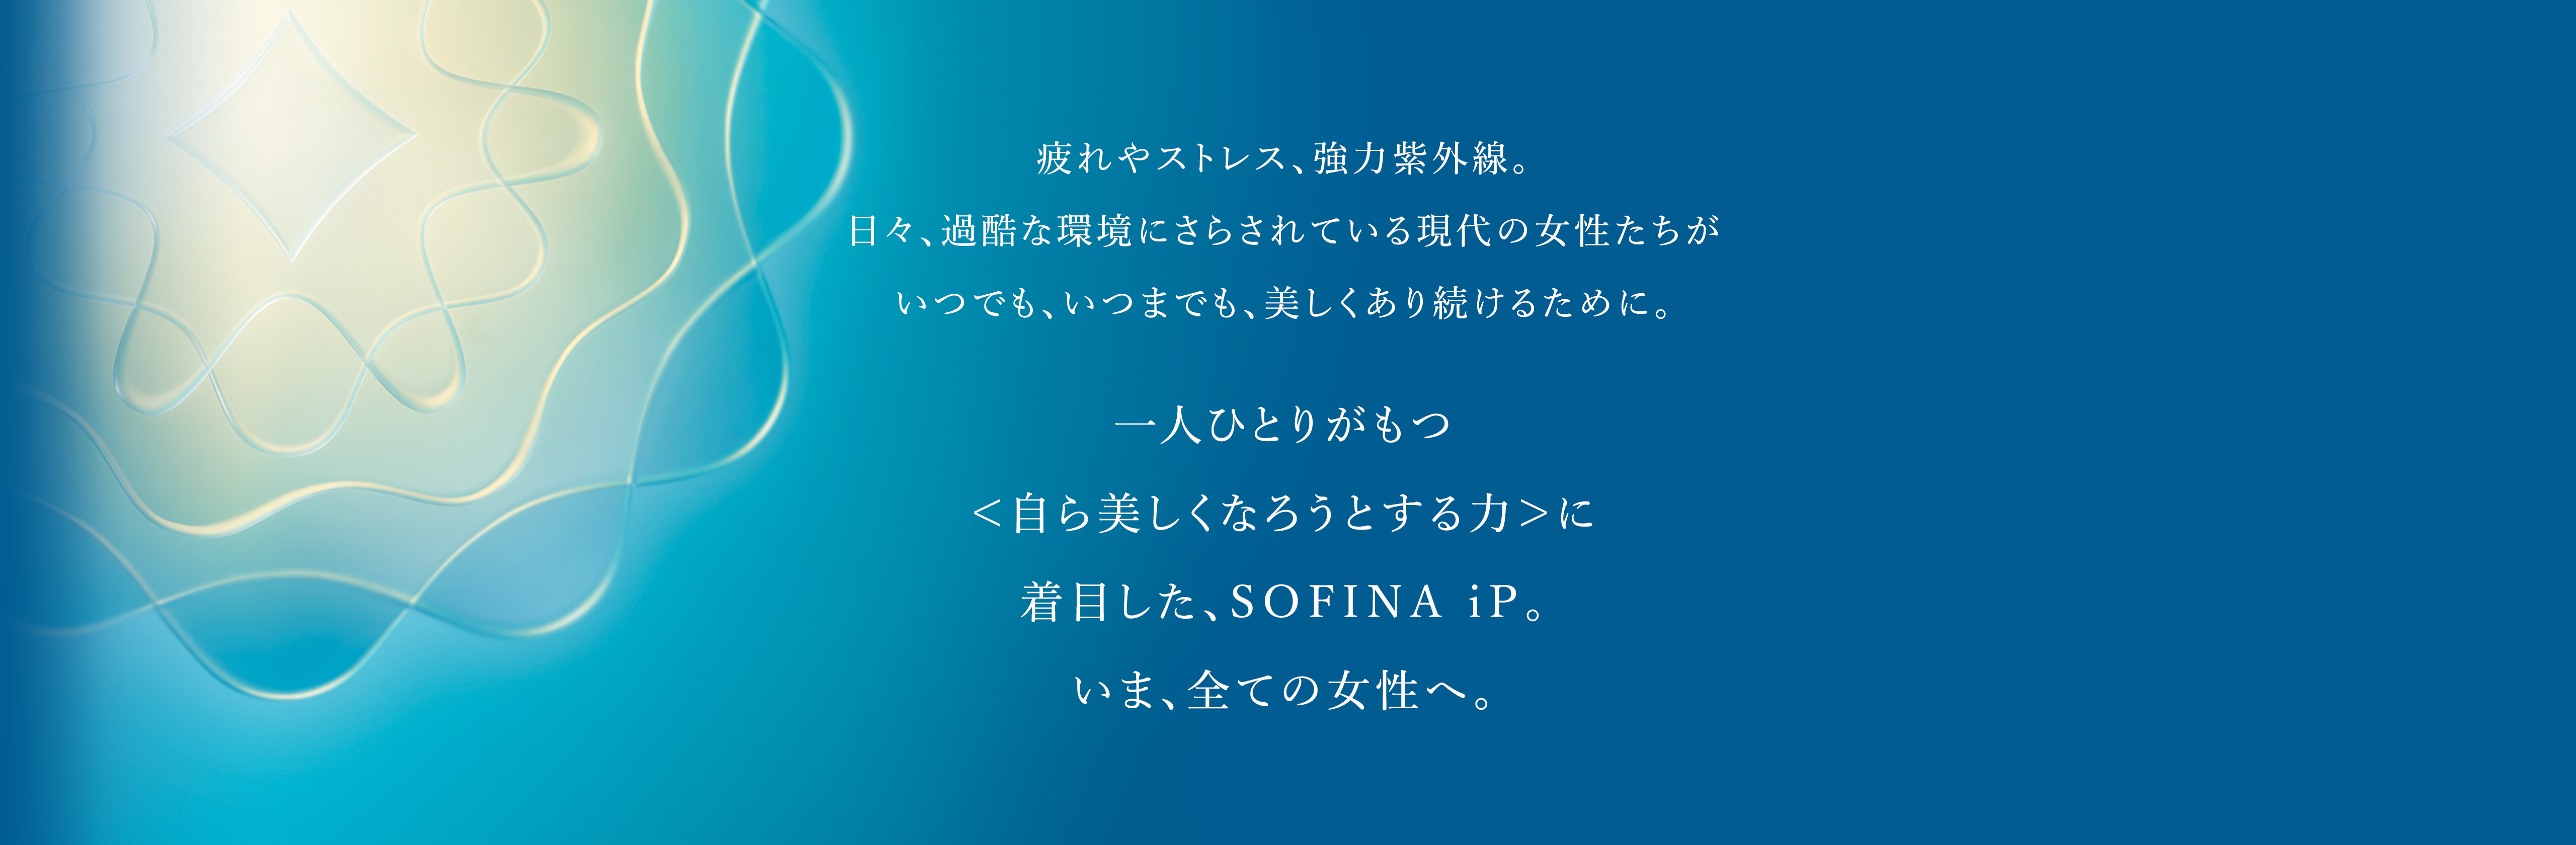 疲れやストレス、強力紫外線。
日々、過酷な環境にさらされている現代の女性たちが
いつでも、いつまでも、美しくあり続けるために。
一人ひとりがもつ
<自ら美しくなろうとする力>に
着目した、SOFINA iP。
いま、全ての女性へ。